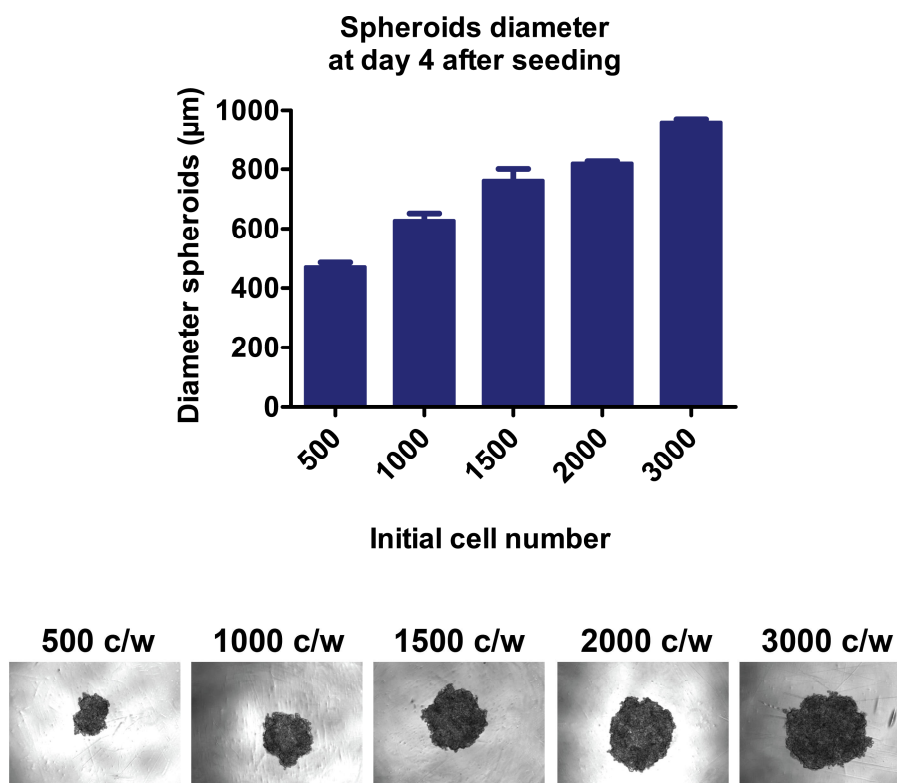 Spheroids diameter
at day 4 after seeding
Diameter spheroids (µm)
1000
800
600
400
200
0
500 1000 1500 2000 3000
Initial cell number
500 c/w 1000 c/w 1500 c/w 2000 c/w 3000 c/w